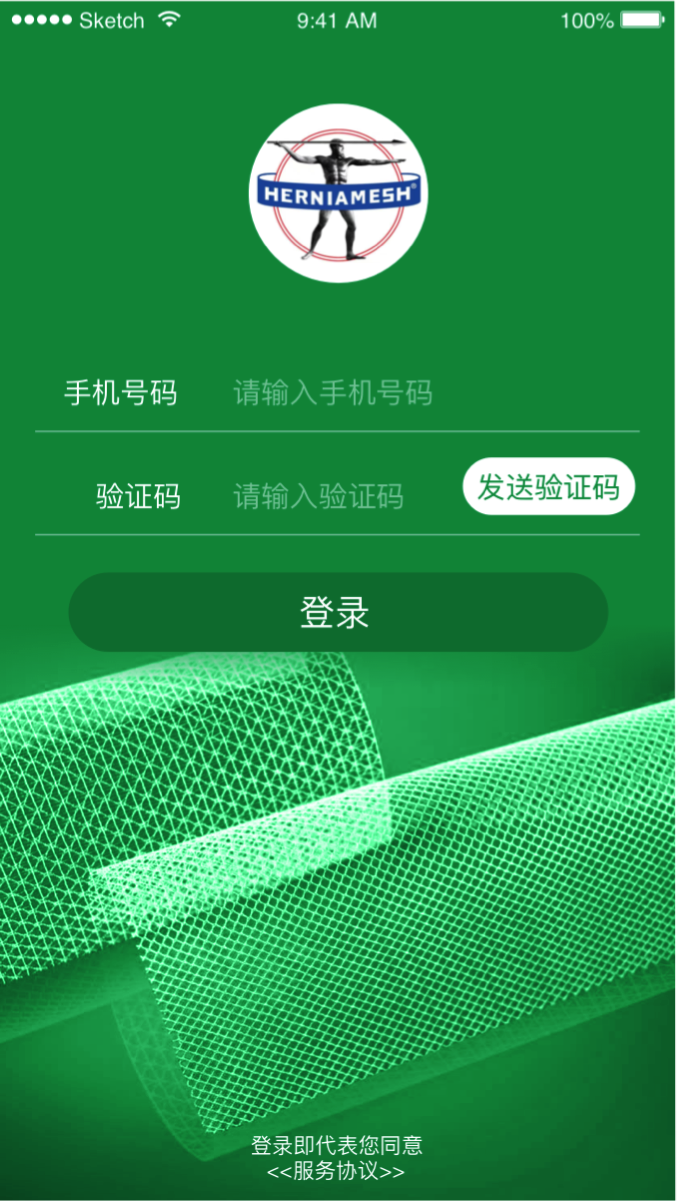 Sketch 9:41 AM 100%
HERNIAMESH®
手机号码 请输入手机号码
验证码 请输入验证码 发送验证码
登录
登录即代表您同意
<<服务协议>>